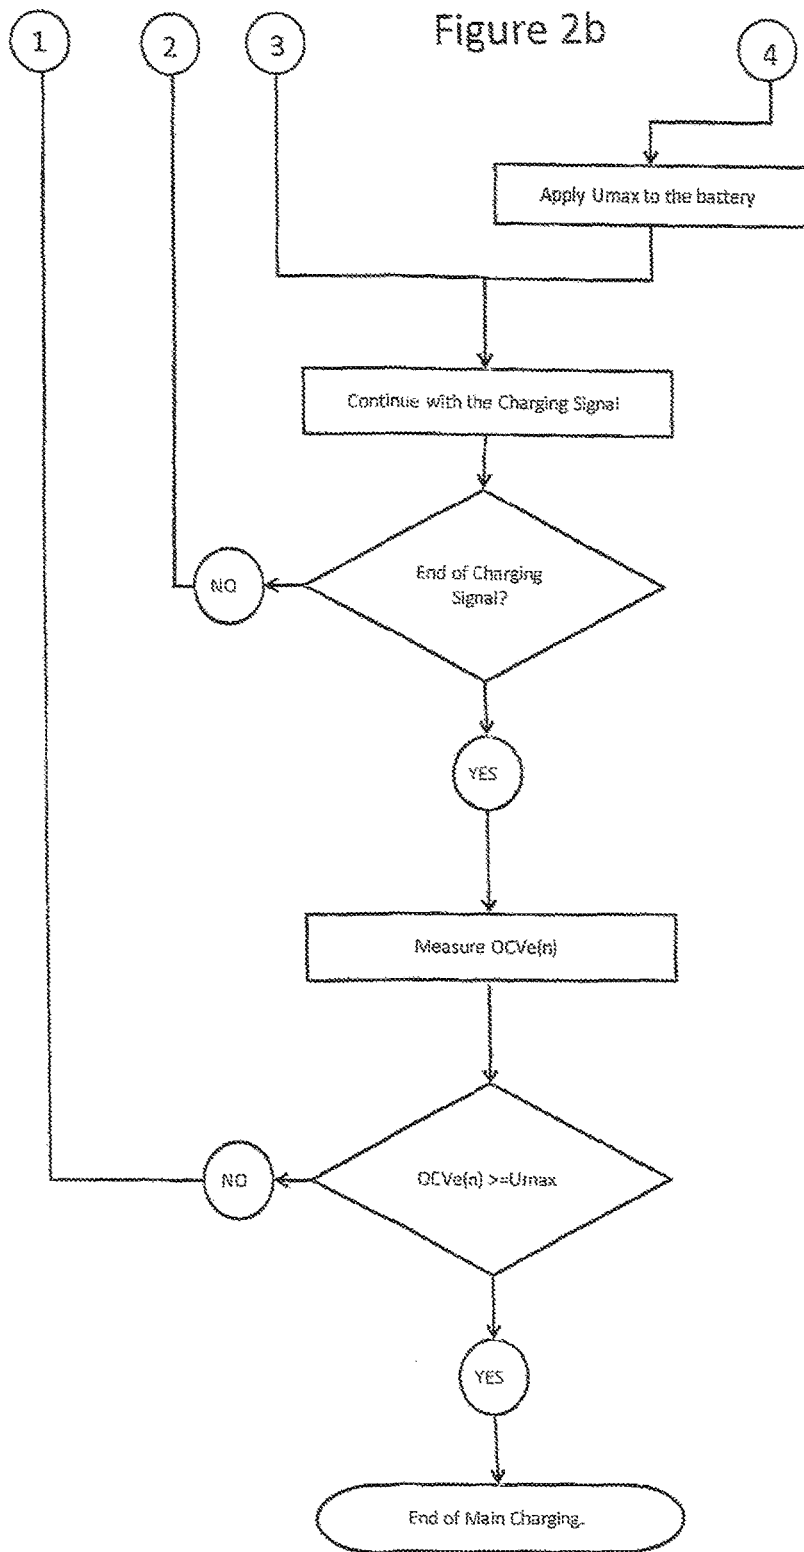 Figure 2b
1
2
3
4
Apply Umax to the battery
Continue with the Charging Signal
End of Charging
Signal?
NO
YES
Measure OCVe(n)
OCVe(n) >=Umax
NO
YES
End of Main Charging.